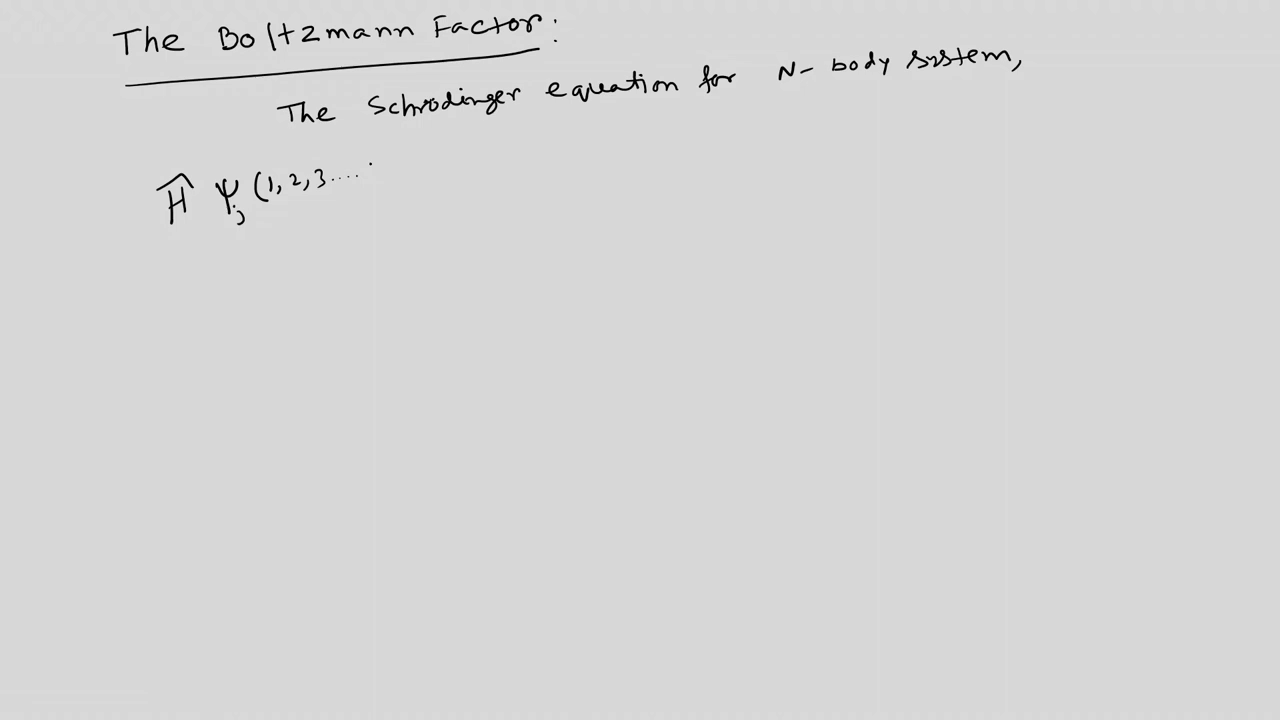 The Boltzmann Factor:
The Schrodinger equation for N-body system,
Ĥ Ψj (1, 2, 3 .....